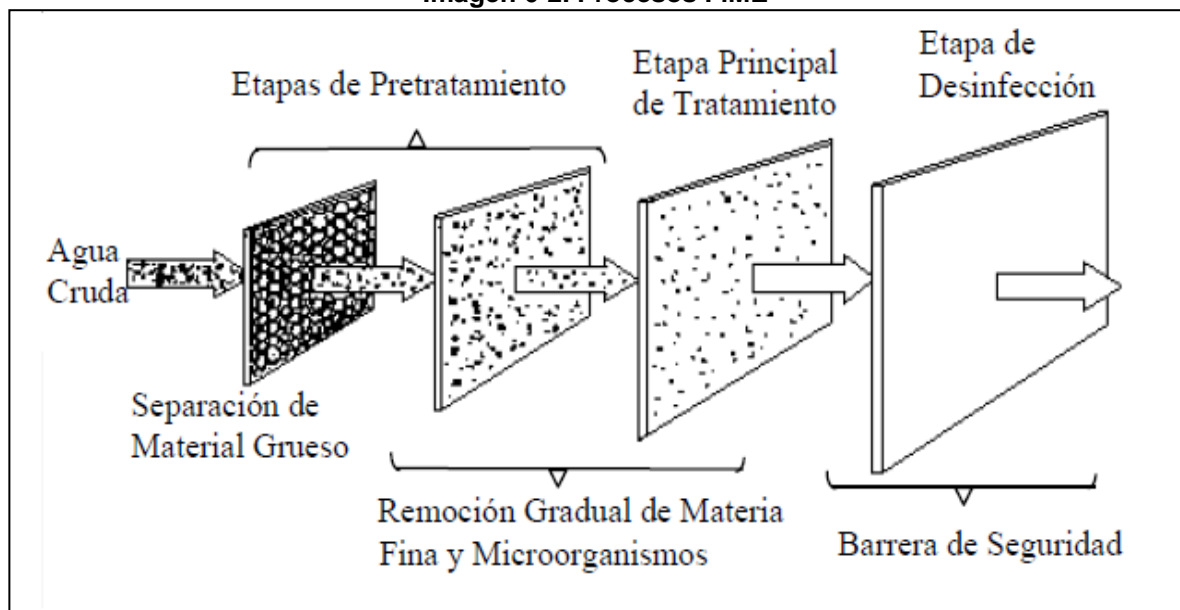 Etapas de Pretratamiento
Etapa Principal
de Tratamiento
Etapa de
Desinfección
Agua
Cruda
Separación de
Material Grueso
Remoción Gradual de Materia
Fina y Microorganismos
Barrera de Seguridad